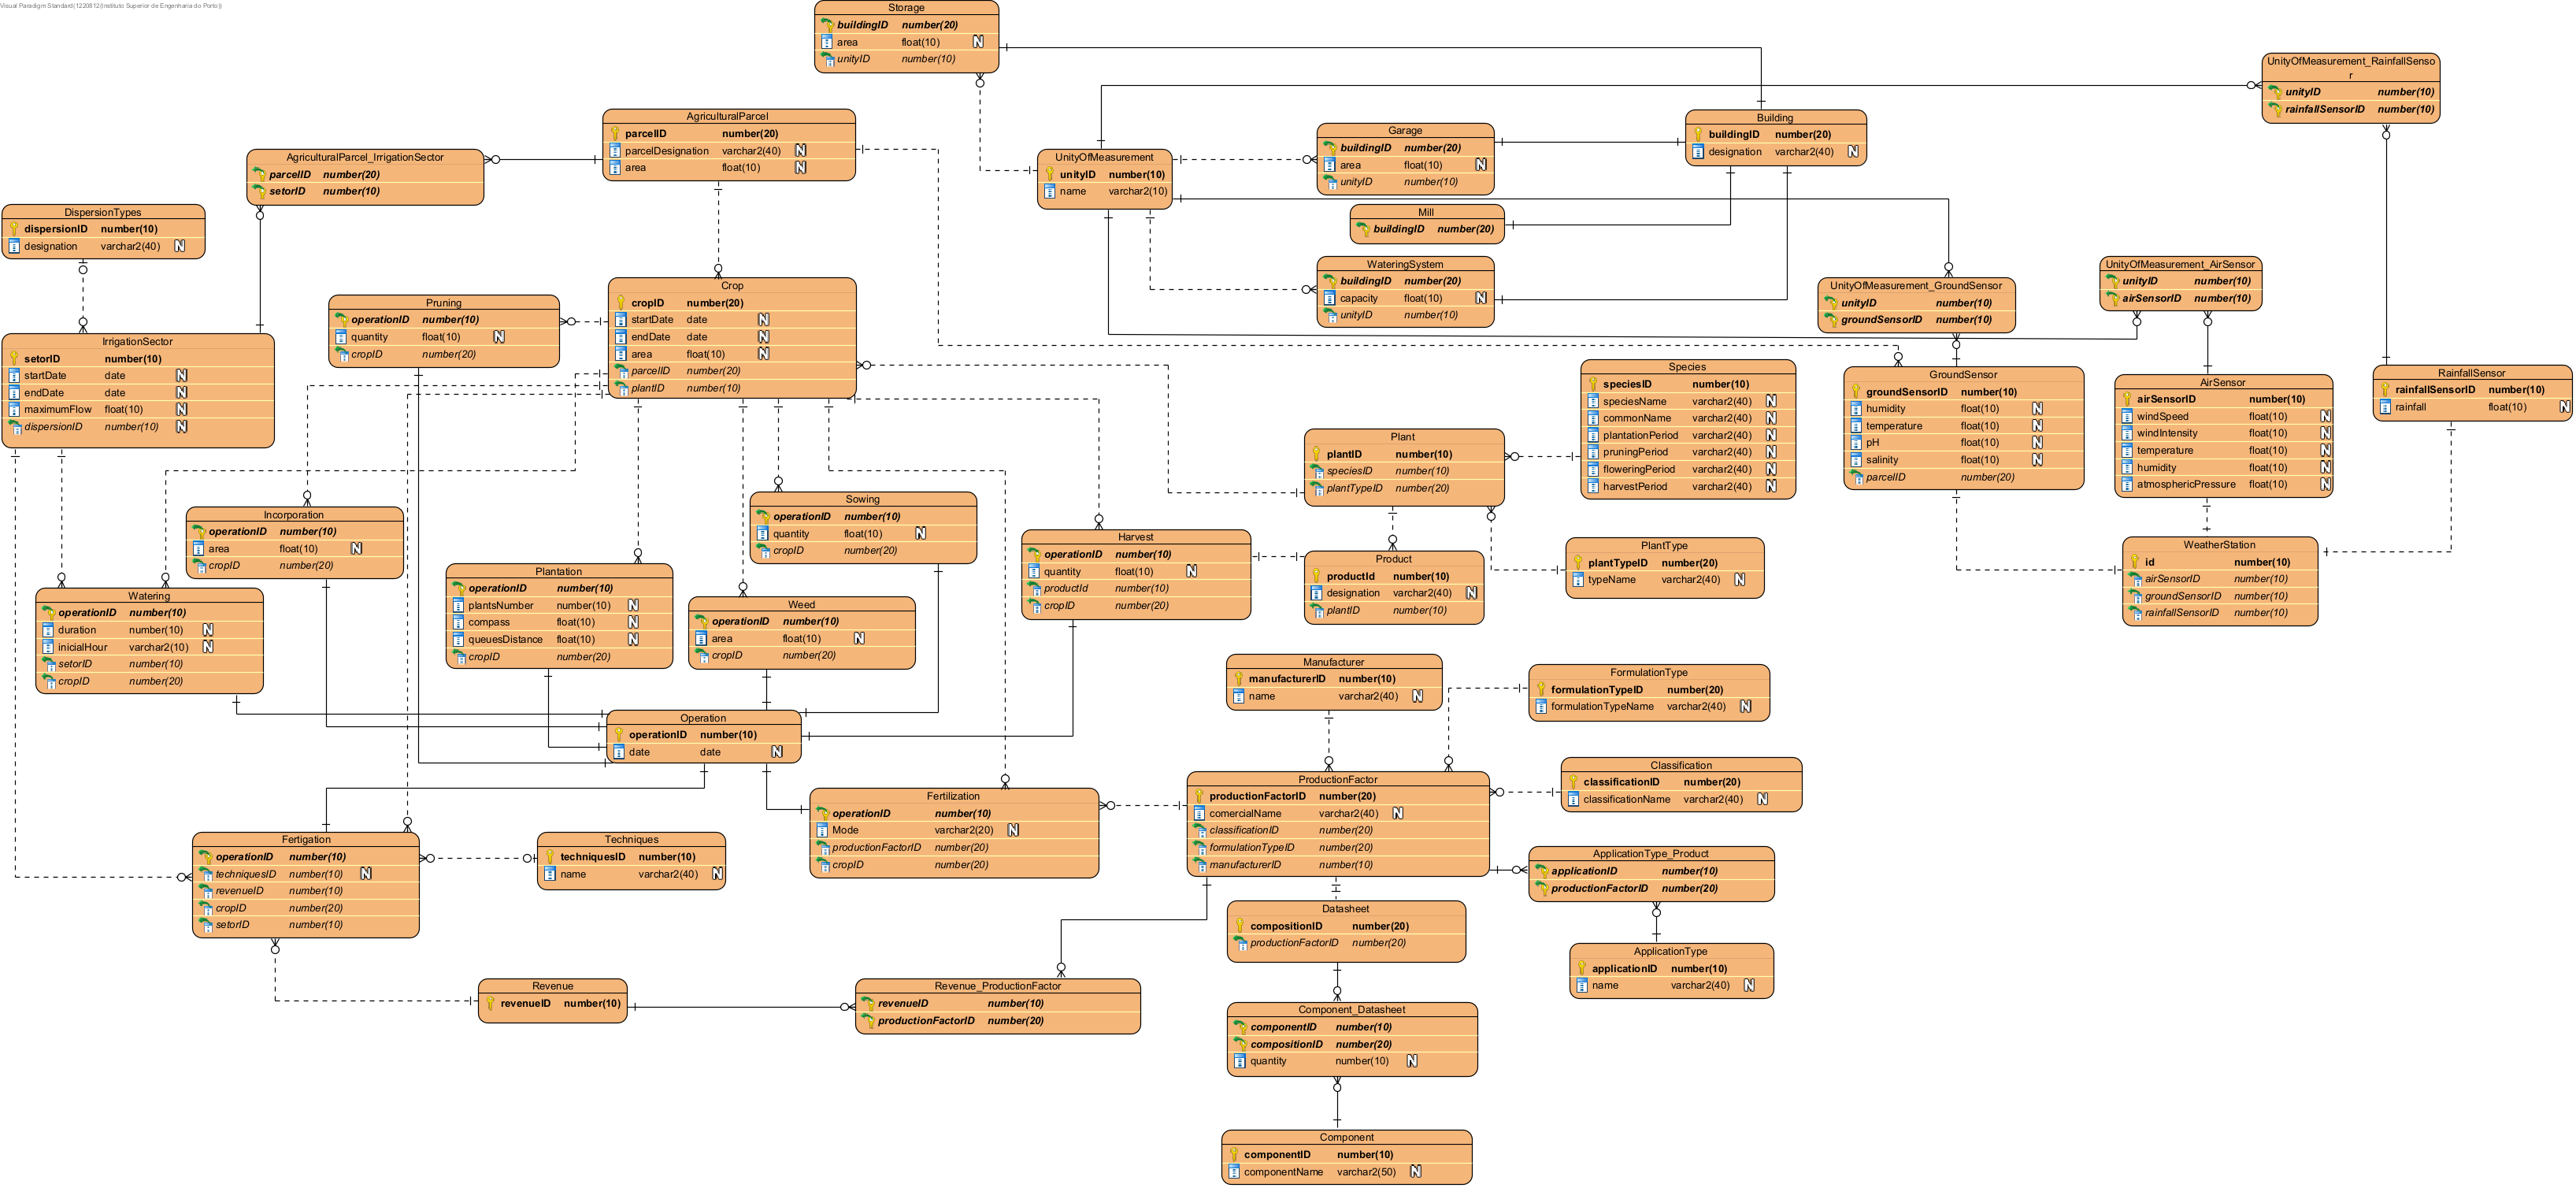 Visual Paradigm Standard(1220812(Instituto Superior de Engenharia do Porto))
Storage
buildingID number(20)
area float(10) N
unityID number(10)
UnityOfMeasurement_RainfallSenso
r
unityID number(10)
rainfallSensorID number(10)
AgriculturalParcel
parcelID number(20)
parcelDesignation varchar2(40) N
area float(10) N
Building
buildingID number(20)
designation varchar2(40) N
Garage
buildingID number(20)
area float(10) N
unityID number(10)
AgriculturalParcel_IrrigationSector
parcelID number(20)
setorID number(10)
UnityOfMeasurement
unityID number(10)
name varchar2(10)
DispersionTypes
dispersionID number(10)
designation varchar2(40) N
Mill
buildingID number(20)
WateringSystem
buildingID number(20)
capacity float(10) N
unityID number(10)
UnityOfMeasurement_AirSensor
unityID number(10)
airSensorID number(10)
UnityOfMeasurement_GroundSensor
unityID number(10)
groundSensorID number(10)
Crop
cropID number(20)
startDate date N
endDate date N
area float(10) N
parcelID number(20)
plantID number(10)
Pruning
operationID number(10)
quantity float(10) N
cropID number(20)
IrrigationSector
setorID number(10)
startDate date N
endDate date N
maximumFlow float(10) N
dispersionID number(10) N
Species
speciesID number(10)
speciesName varchar2(40) N
commonName varchar2(40) N
plantationPeriod varchar2(40) N
pruningPeriod varchar2(40) N
floweringPeriod varchar2(40) N
harvestPeriod varchar2(40) N
GroundSensor
groundSensorID number(10)
humidity float(10) N
temperature float(10) N
pH float(10) N
salinity float(10) N
parcelID number(20)
AirSensor
airSensorID number(10)
windSpeed float(10) N
windIntensity float(10) N
temperature float(10) N
humidity float(10) N
atmosphericPressure float(10) N
RainfallSensor
rainfallSensorID number(10)
rainfall float(10) N
Plant
plantID number(10)
speciesID number(10)
plantTypeID number(20)
Sowing
operationID number(10)
quantity float(10) N
cropID number(20)
Incorporation
operationID number(10)
area float(10) N
cropID number(20)
Harvest
operationID number(10)
quantity float(10) N
productId number(10)
cropID number(20)
Product
productId number(10)
designation varchar2(40) N
plantID number(10)
PlantType
plantTypeID number(20)
typeName varchar2(40) N
WeatherStation
id number(10)
airSensorID number(10)
groundSensorID number(10)
rainfallSensorID number(10)
Plantation
operationID number(10)
plantsNumber number(10) N
compass float(10) N
queuesDistance float(10) N
cropID number(20)
Watering
operationID number(10)
duration number(10) N
inicialHour varchar2(10) N
setorID number(10)
cropID number(20)
Weed
operationID number(10)
area float(10) N
cropID number(20)
Manufacturer
manufacturerID number(10)
name varchar2(40) N
FormulationType
formulationTypeID number(20)
formulationTypeName varchar2(40) N
Operation
operationID number(10)
date date N
Classification
classificationID number(20)
classificationName varchar2(40) N
ProductionFactor
productionFactorID number(20)
comercialName varchar2(40) N
classificationID number(20)
formulationTypeID number(20)
manufacturerID number(10)
Fertilization
operationID number(10)
Mode varchar2(20) N
productionFactorID number(20)
cropID number(20)
Fertigation
operationID number(10)
techniquesID number(10) N
revenueID number(10)
cropID number(20)
setorID number(10)
Techniques
techniquesID number(10)
name varchar2(40) N
ApplicationType_Product
applicationID number(10)
productionFactorID number(20)
Datasheet
compositionID number(20)
productionFactorID number(20)
ApplicationType
applicationID number(10)
name varchar2(40) N
Revenue
revenueID number(10)
Revenue_ProductionFactor
revenueID number(10)
productionFactorID number(20)
Component_Datasheet
componentID number(10)
compositionID number(20)
quantity number(10) N
Component
componentID number(10)
componentName varchar2(50) N